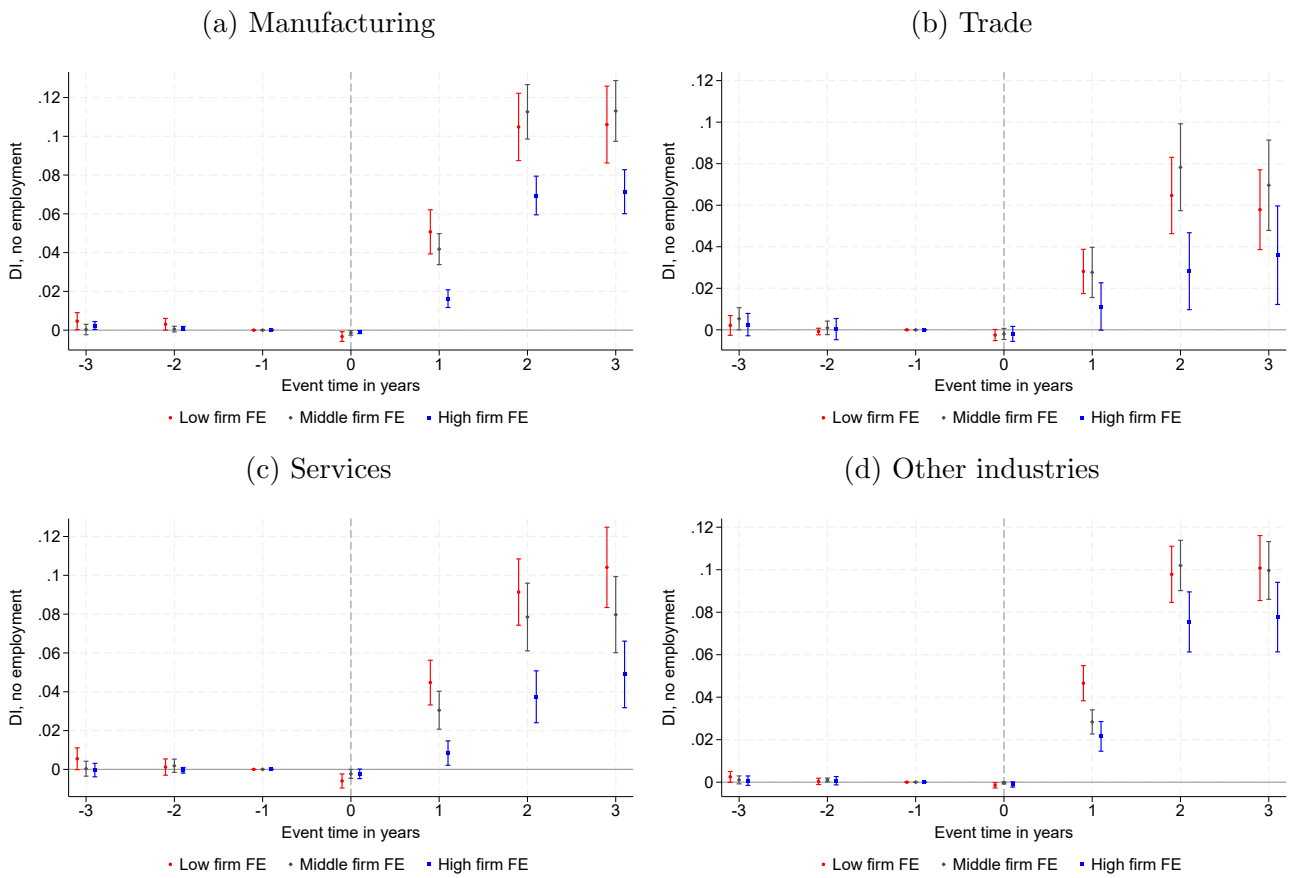 (a) Manufacturing
DI, no employment
.12
.1
.08
.06
.04
.02
0
-3 -2 -1 0 1 2 3
Event time in years
Low firm FE Middle firm FE High firm FE
(b) Trade
DI, no employment
.12
.1
.08
.06
.04
.02
0
-3 -2 -1 0 1 2 3
Event time in years
Low firm FE Middle firm FE High firm FE
(c) Services
DI, no employment
.12
.1
.08
.06
.04
.02
0
-3 -2 -1 0 1 2 3
Event time in years
Low firm FE Middle firm FE High firm FE
(d) Other industries
DI, no employment
.12
.1
.08
.06
.04
.02
0
-3 -2 -1 0 1 2 3
Event time in years
Low firm FE Middle firm FE High firm FE